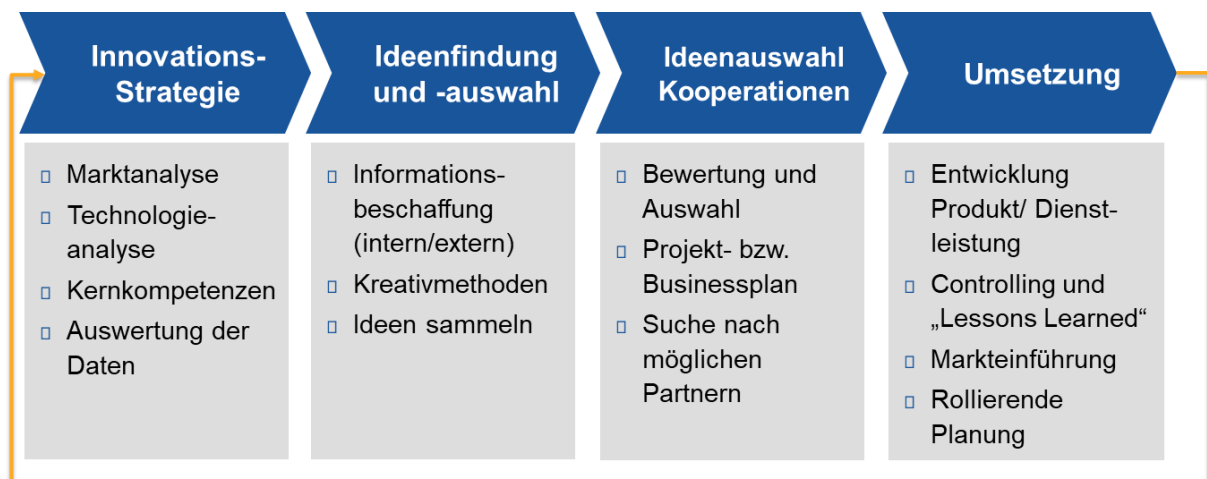 Innovations-
Strategie
Marktanalyse
Technologie-
analyse
Kernkompetenzen
Auswertung der
Daten
Ideenfindung
und -auswahl
Informations-
beschaffung
(intern/extern)
Kreativmethoden
Ideen sammeln
Ideenauswahl
Kooperationen
Bewertung und
Auswahl
Projekt- bzw.
Businessplan
Suche nach
möglichen
Partnern
Umsetzung
Entwicklung
Produkt/ Dienst-
leistung
Controlling und
„Lessons Learned“
Markteinführung
Rollierende
Planung